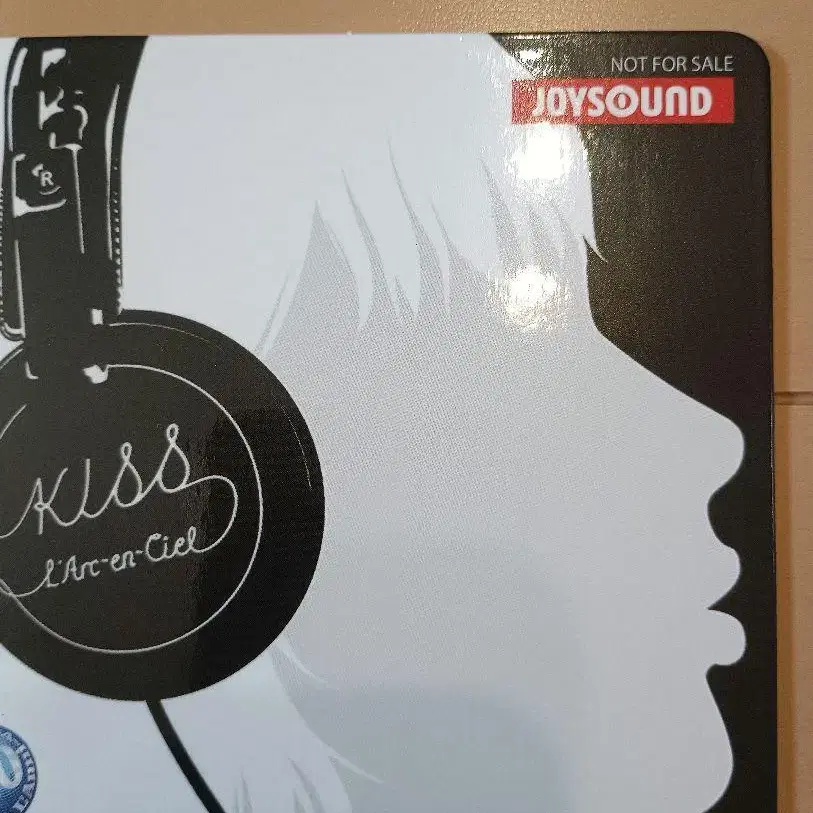 NOT FOR SALE
JOYSOUND
R
KISS
L'Arc-en-Ciel